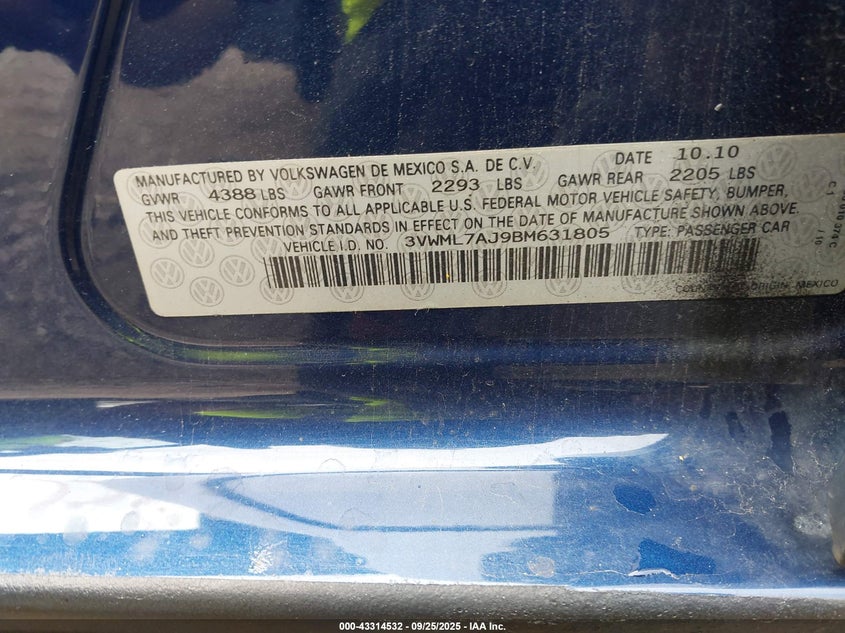 MANUFACTURED BY VOLKSWAGEN DE MEXICO S.A. DE C.V. DATE 10.10
GVWR 4388 LBS GAWR FRONT 2293 LBS GAWR REAR 2205 LBS
THIS VEHICLE CONFORMS TO ALL APPLICABLE U.S. FEDERAL MOTOR VEHICLE SAFETY, BUMPER,
AND THEFT PREVENTION STANDARDS IN EFFECT ON THE DATE OF MANUFACTURE SHOWN ABOVE.
VEHICLE I.D. NO. 3VWML7AJ9BM631805 TYPE: PASSENGER CAR
ORIGIN: MEXICO
000-43314532 - 09/25/2025 - IAA Inc.